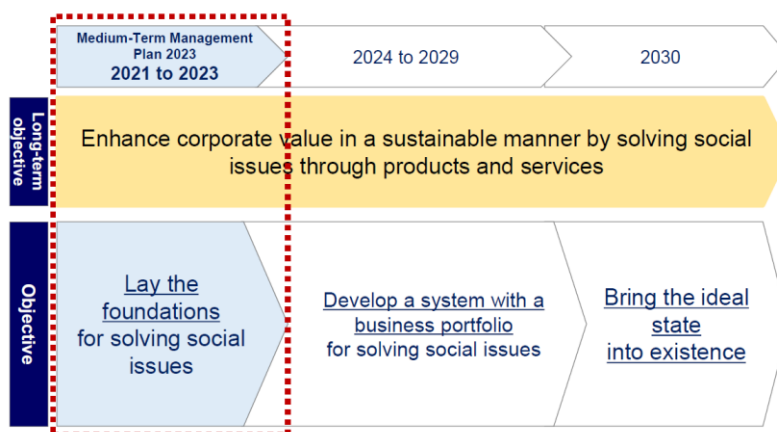 Medium-Term Management
Plan 2023
2021 to 2023
2024 to 2029
2030
Long-term
objective
Enhance corporate value in a sustainable manner by solving social
issues through products and services
Objective
Lay the
foundations
for solving social
issues
Develop a system with a
business portfolio
for solving social issues
Bring the ideal
state
into existence